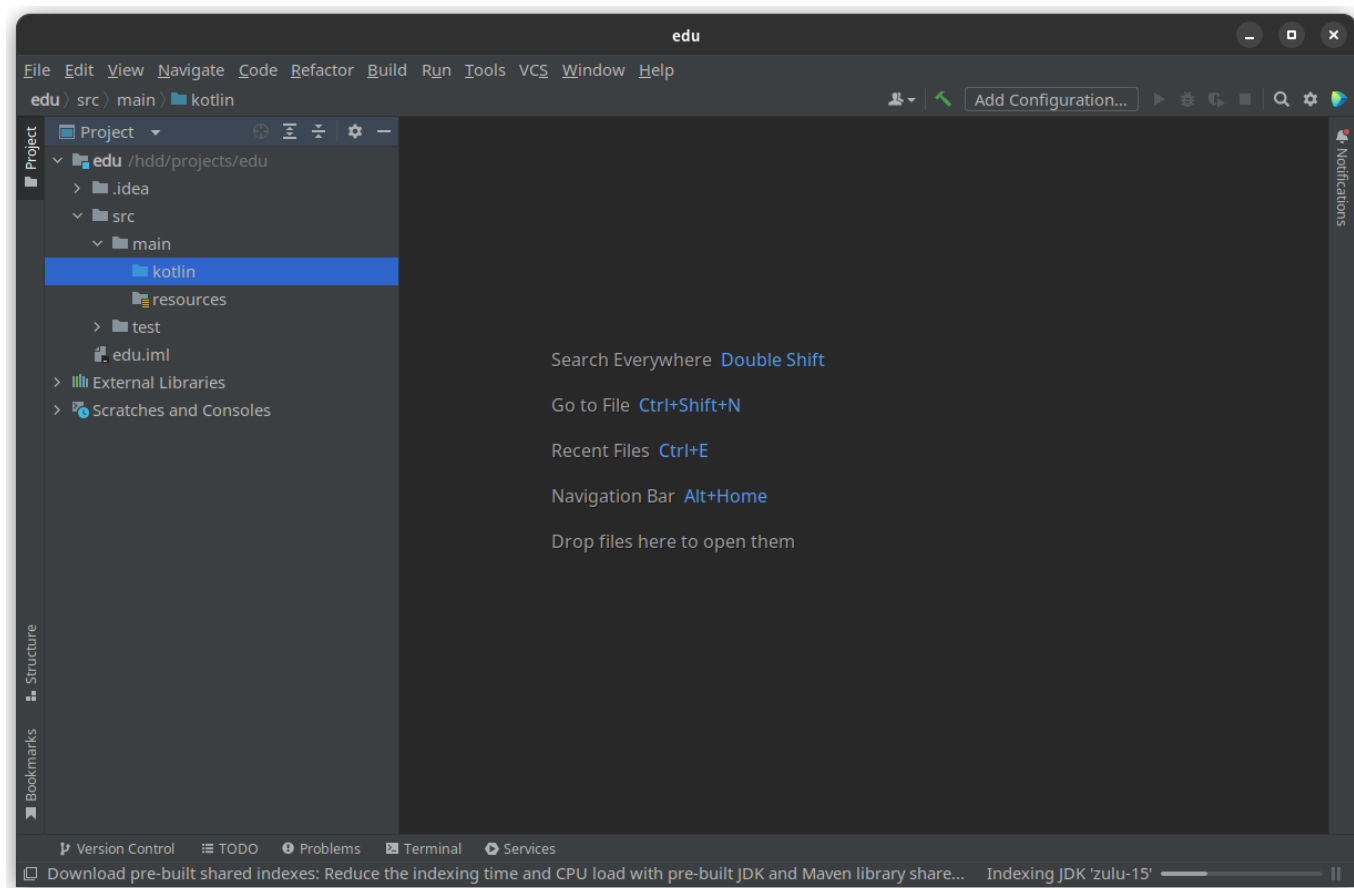 edu
File Edit View Navigate Code Refactor Build Run Tools VCS Window Help
edu src main kotlin
Add Configuration...
Project
Project
edu /hdd/projects/edu
.idea
src
main
kotlin
resources
test
edu.iml
External Libraries
Scratches and Consoles
Search Everywhere Double Shift
Go to File Ctrl+Shift+N
Recent Files Ctrl+E
Navigation Bar Alt+Home
Drop files here to open them
Notifications
Structure
Bookmarks
Version Control TODO Problems Terminal Services
Download pre-built shared indexes: Reduce the indexing time and CPU load with pre-built JDK and Maven library share... Indexing JDK 'zulu-15'